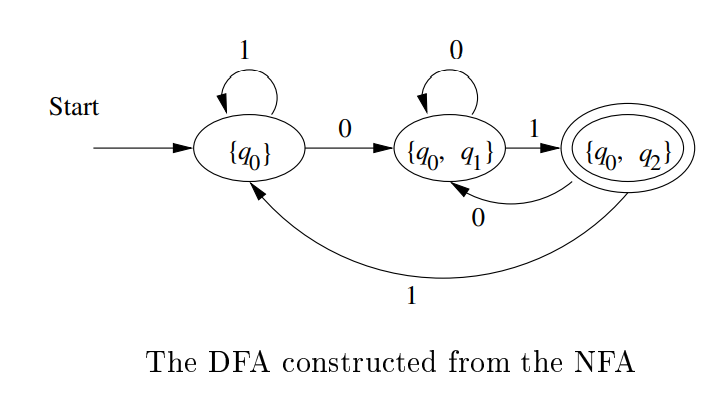 1
0
Start
0
1
{q0}
{q0, q1}
{q0, q2}
0
1
The DFA constructed from the NFA